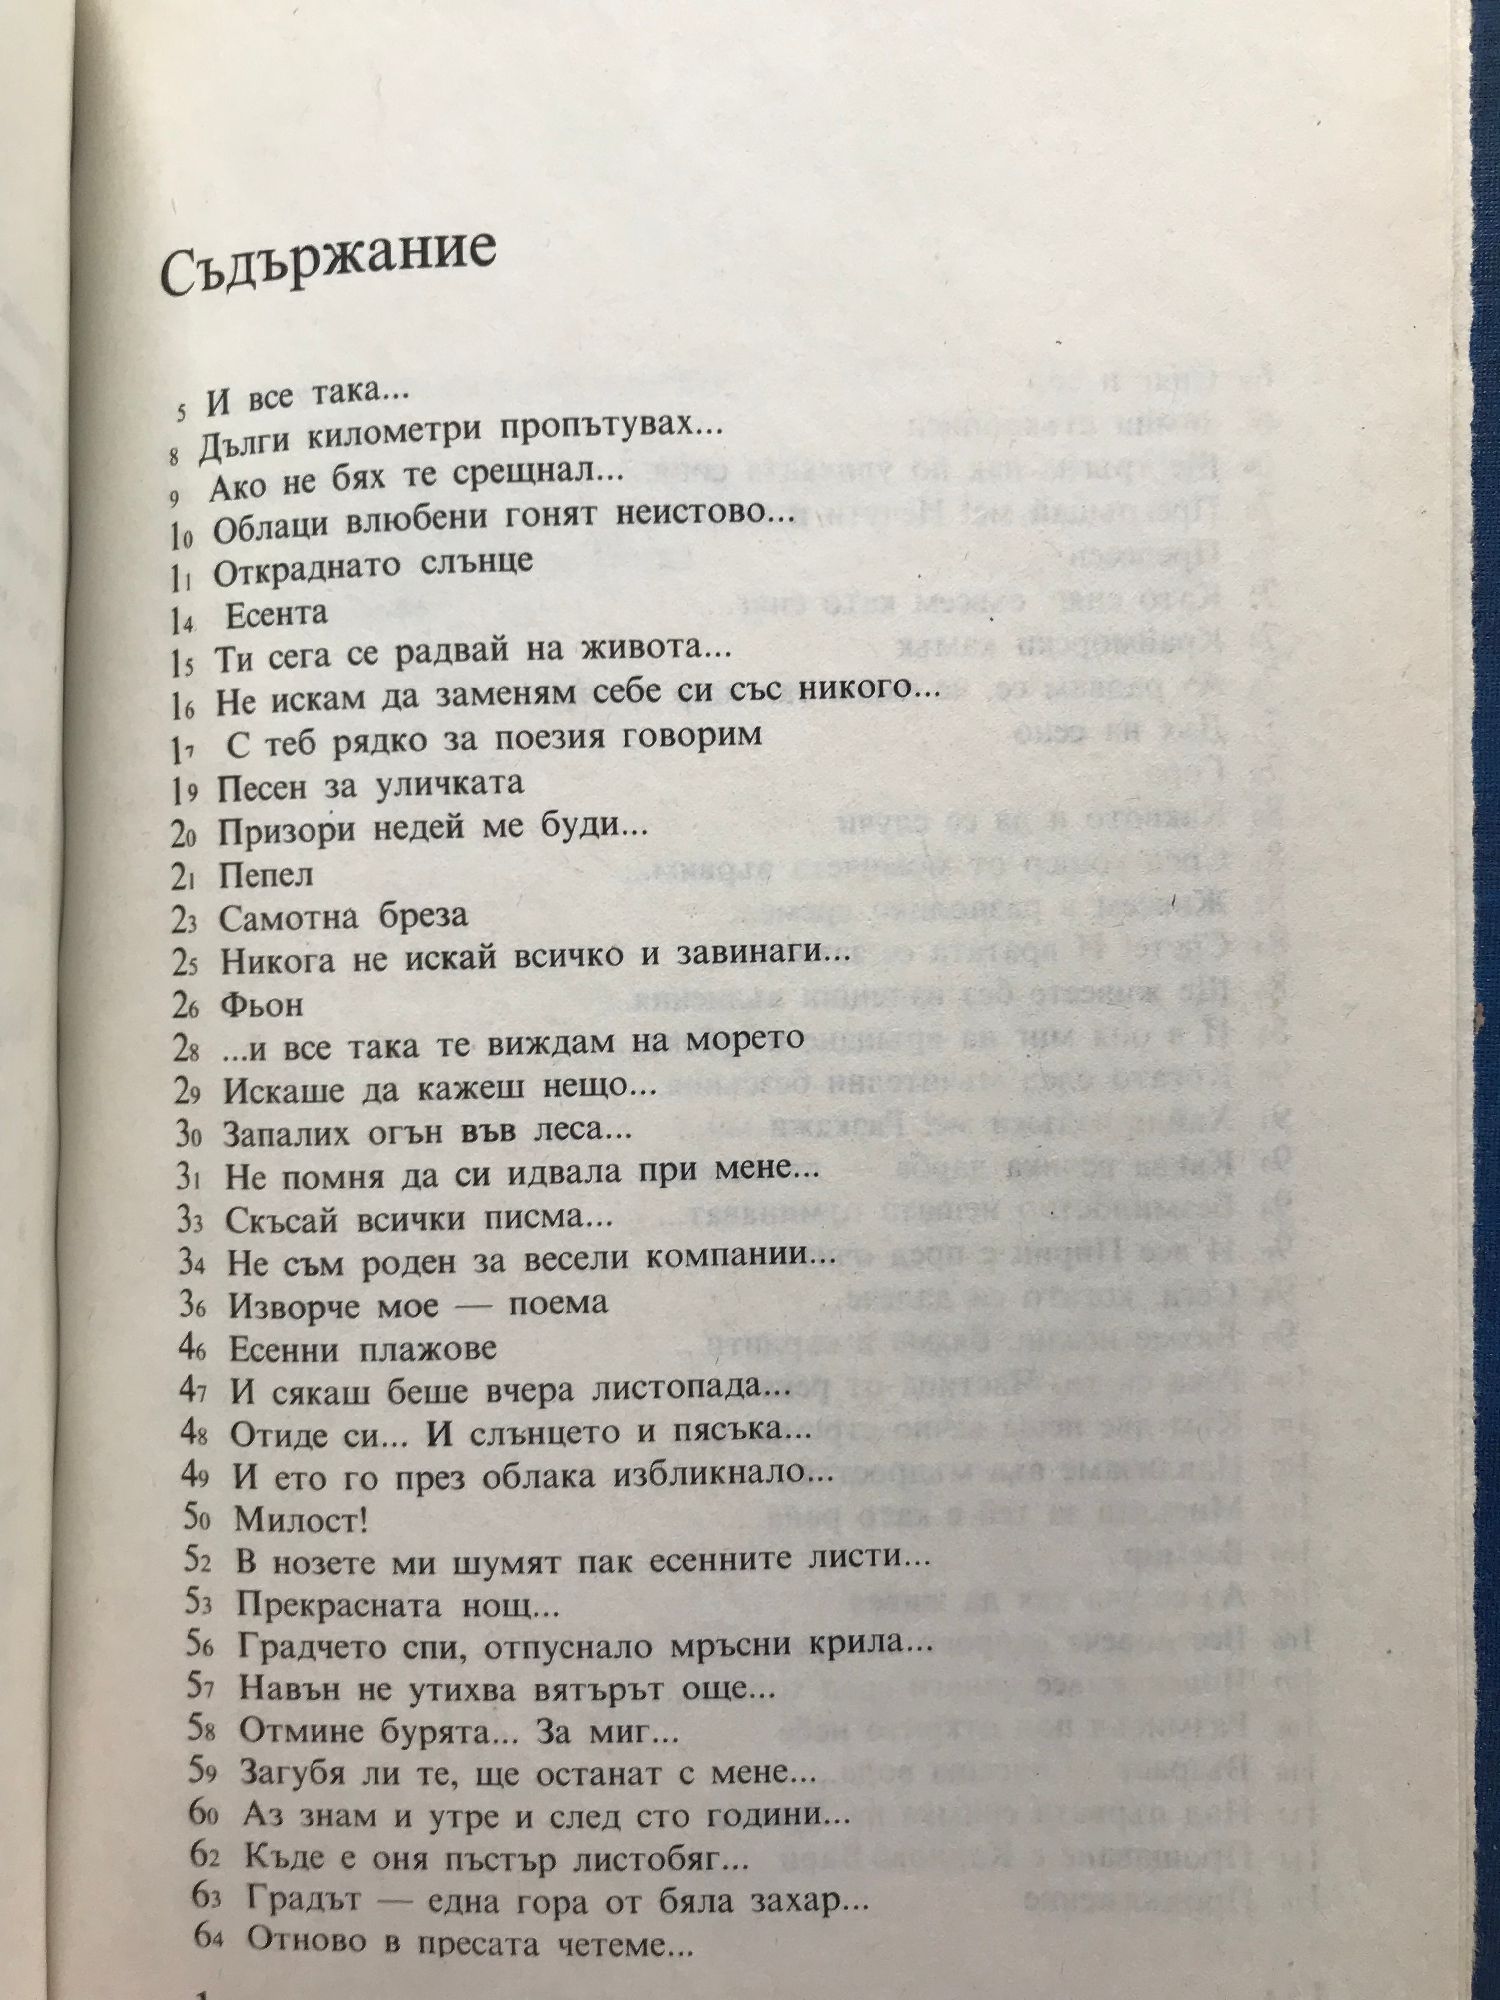 Съдържание
5 И все така...
8 Дълги километри пропътувах...
9 Ако не бях те срещнал...
10 Облаци влюбени гонят неистово...
11 Откраднато слънце
14 Есента
15 Ти сега се радвай на живота...
16 Не искам да заменям себе си със никого...
17 С теб рядко за поезия говорим
19 Песен за уличката
20 Призори недей ме буди...
21 Пепел
23 Самотна бреза
25 Никога не искай всичко и завинаги...
26 Фьон
28 ...и все така те виждам на морето
29 Искаше да кажеш нещо...
30 Запалих огън във леса...
31 Не помня да си идвала при мене...
33 Скъсай всички писма...
34 Не съм роден за весели компании...
36 Изворче мое — поема
46 Есенни плажове
47 И сякаш беше вчера листопада...
48 Отиде си... И слънцето и пясъка...
49 И ето го през облака избликнало...
50 Милост!
52 В нозете ми шумят пак есенните листи...
53 Прекрасната нощ...
56 Градчето спи, отпуснало мръсни крила...
57 Навън не утихва вятърът още...
58 Отмине бурята... За миг...
59 Загубя ли те, ще останат с мене...
60 Аз знам и утре и след сто години...
62 Къде е оня пъстър листобяг...
63 Градът — една гора от бяла захар...
64 Отново в пресата четеме...